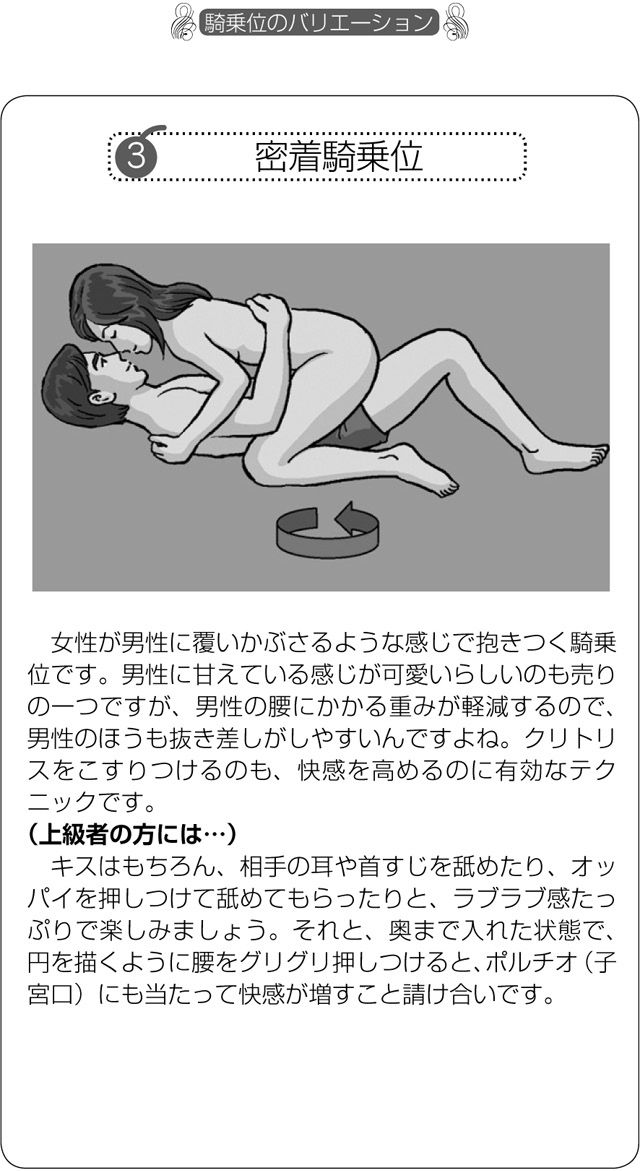 騎乗位のバリエーション
3 密着騎乗位
女性が男性に覆いかぶさるような感じで抱きつく騎乗
位です。男性に甘えている感じが可愛いらしいのも売り
の一つですが、男性の腰にかかる重みが軽減するので、
男性のほうも抜き差しがしやすいんですよね。クリトリ
スをこすりつけるのも、快感を高めるのに有効なテク
ニックです。
（上級者の方には…）
キスはもちろん、相手の耳や首すじを舐めたり、オッ
パイを押しつけて舐めてもらったりと、ラブラブ感たっ
ぷりで楽しみましょう。それと、奥まで入れた状態で、
円を描くように腰をグリグリ押しつけると、ポルチオ（子
宮口）にも当たって快感が増すこと請け合いです。